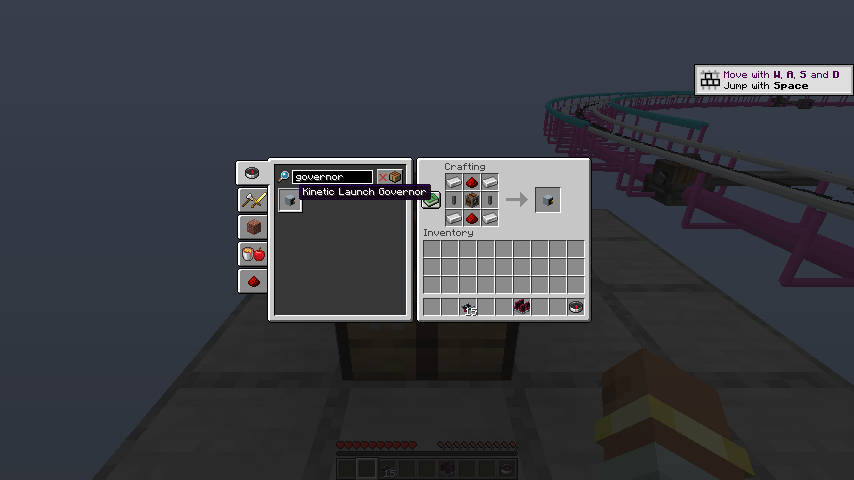 Move with W, A, S and D
Jump with Space
Crafting
governor
Kinetic Launch Governor
Inventory
15
15